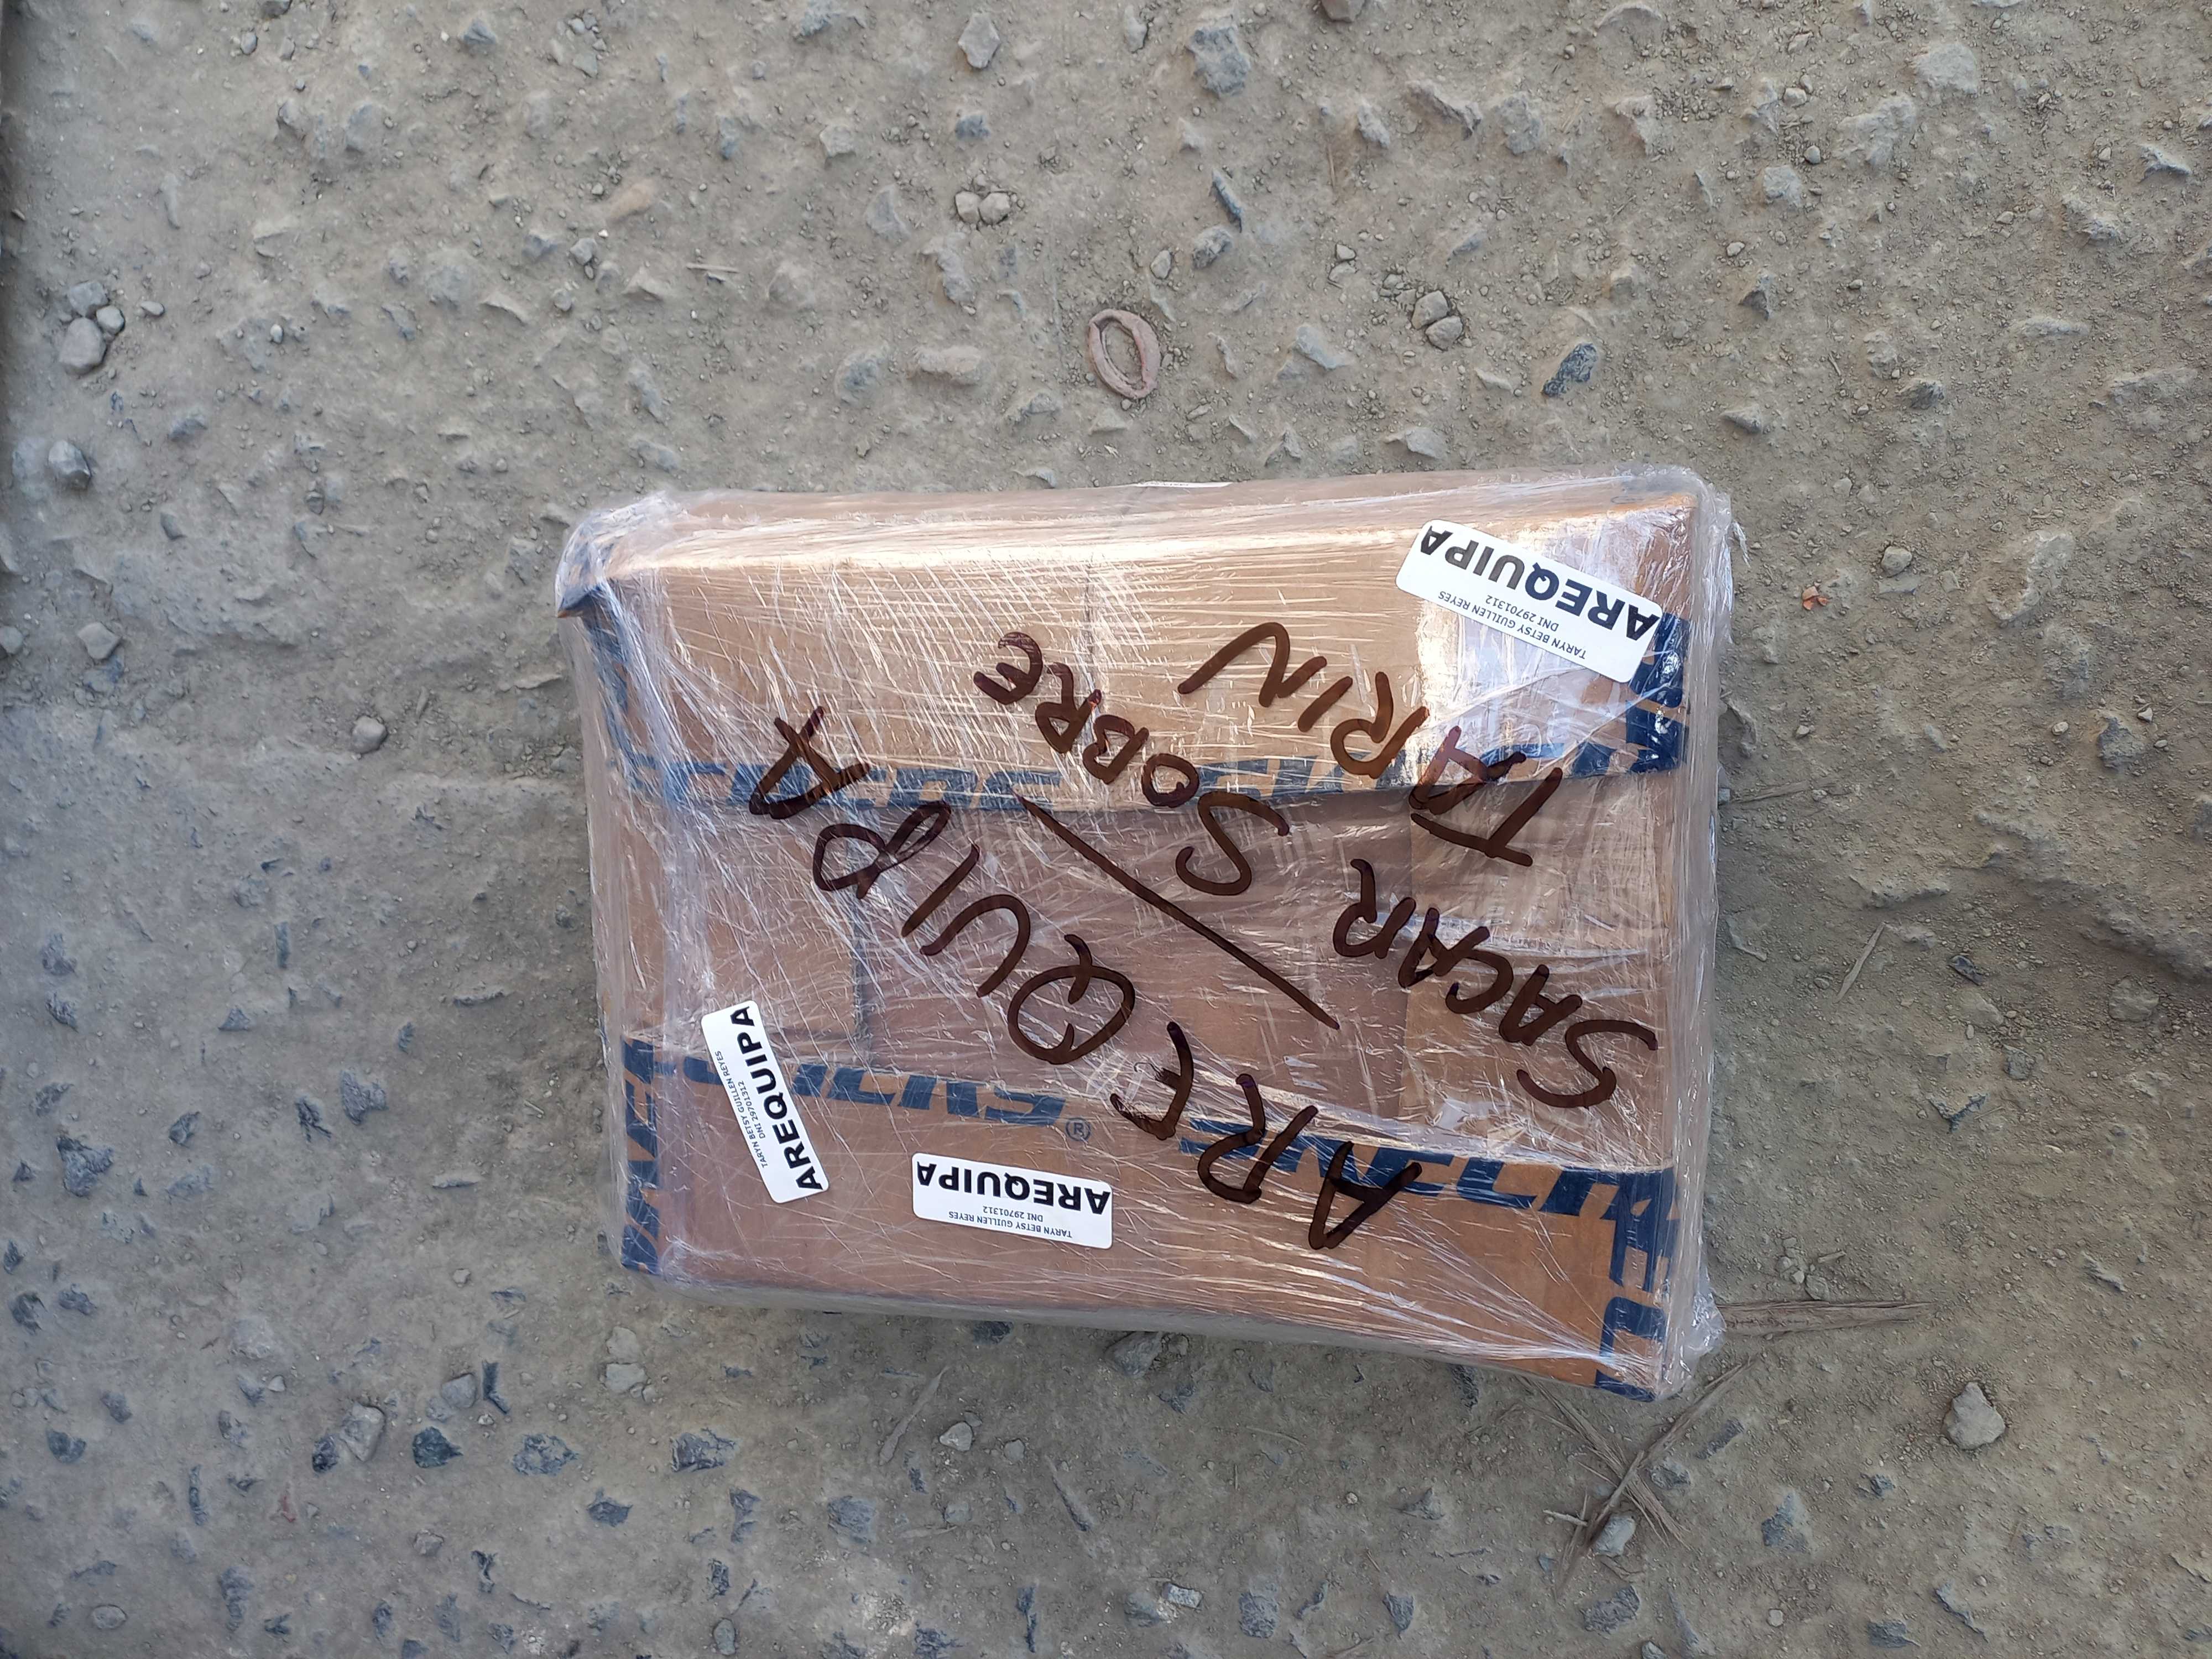 SACAR SOBRE
TARIN
AREQUIPA
AREQUIPA
TARYN BETSY GUILLEN REYES
DNI 29701312
AREQUIPA
TARYN BETSY GUILLEN REYES
DNI 29701312
AREQUIPA
TARYN BETSY GUILLEN REYES
DNI 29701312
SKECHERS®